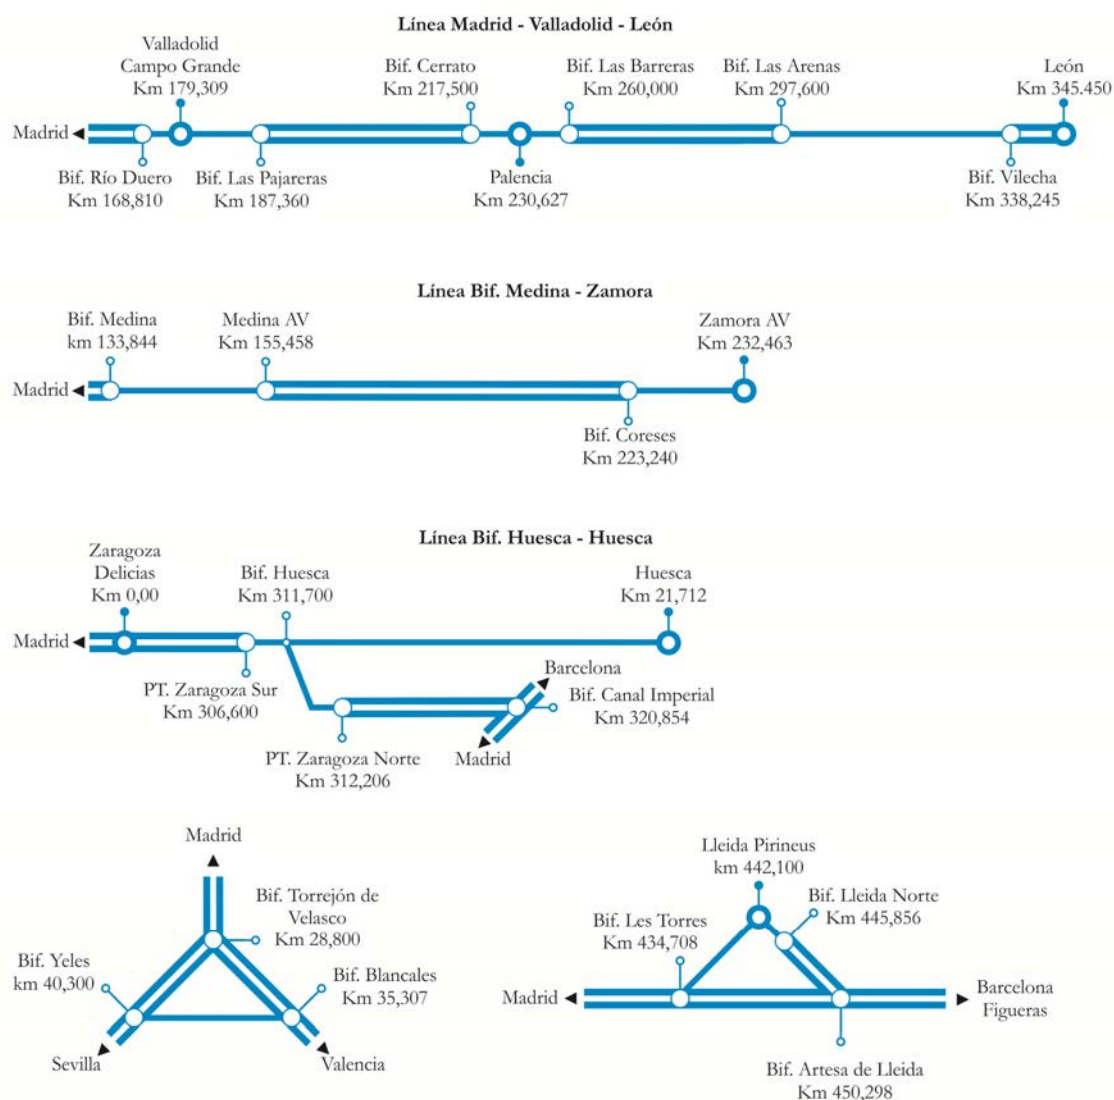 Línea Madrid - Valladolid - León
Valladolid
Campo Grande
Km 179,309
Bif. Cerrato
Km 217,500
Bif. Las Barreras
Km 260,000
Bif. Las Arenas
Km 297,600
León
Km 345.450
Madrid
Bif. Río Duero
Km 168,810
Bif. Las Pajareras
Km 187,360
Palencia
Km 230,627
Bif. Vilecha
Km 338,245
Línea Bif. Medina - Zamora
Bif. Medina
km 133,844
Medina AV
Km 155,458
Zamora AV
Km 232,463
Madrid
Bif. Coreses
Km 223,240
Línea Bif. Huesca - Huesca
Zaragoza
Delicias
Km 0,00
Bif. Huesca
Km 311,700
Huesca
Km 21,712
Madrid
PT. Zaragoza Sur
Km 306,600
Barcelona
Bif. Canal Imperial
Km 320,854
PT. Zaragoza Norte
Km 312,206
Madrid
Madrid
Bif. Torrejón de
Velasco
Km 28,800
Bif. Yeles
km 40,300
Bif. Blancales
Km 35,307
Sevilla
Valencia
Lleida Pirineus
km 442,100
Bif. Lleida Norte
Km 445,856
Bif. Les Torres
Km 434,708
Madrid
Barcelona
Figueras
Bif. Artesa de Lleida
Km 450,298